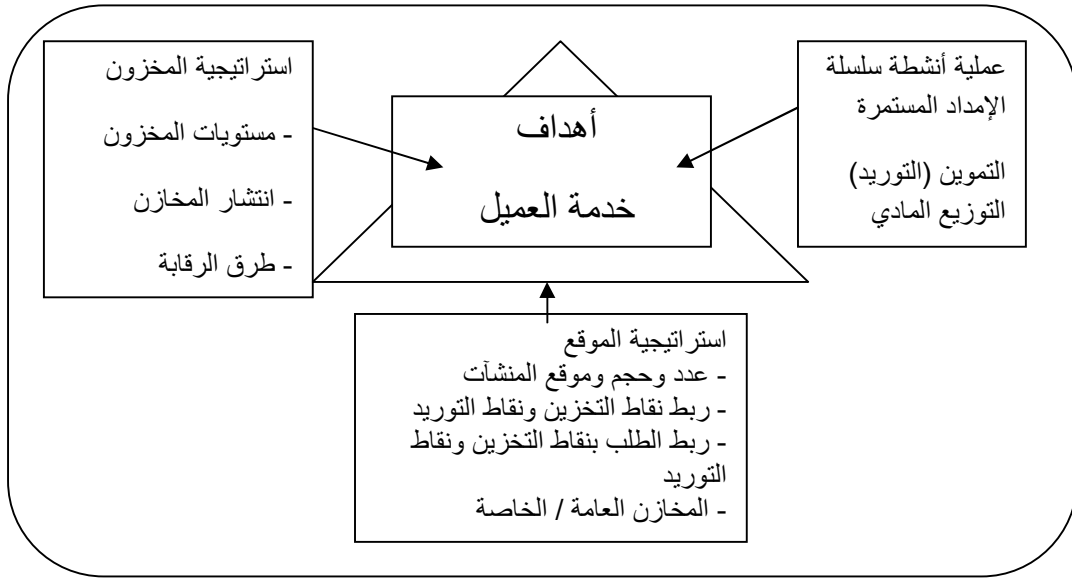 عملية أنشطة سلسلة
الإمداد المستمرة
التموين (التوريد)
التوزيع المادي
أهداف
خدمة العميل
استراتيجية المخزون
- مستويات المخزون
- انتشار المخازن
- طرق الرقابة
استراتيجية الموقع
- عدد وحجم وموقع المنشآت
- ربط نقاط التخزين ونقاط التوريد
- ربط الطلب بنقاط التخزين ونقاط
التوريد
- المخازن العامة / الخاصة